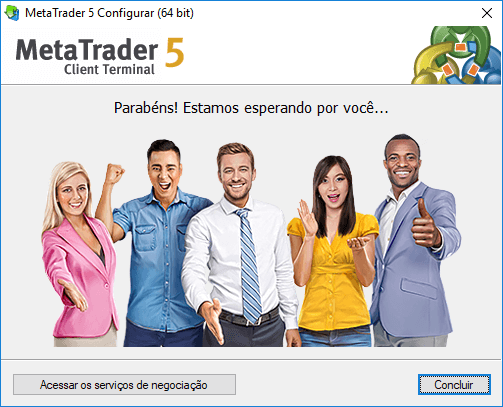 MetaTrader 5 Configurar (64 bit)
MetaTrader 5
Client Terminal
Parabéns! Estamos esperando por você...
Acessar os serviços de negociação
Concluir